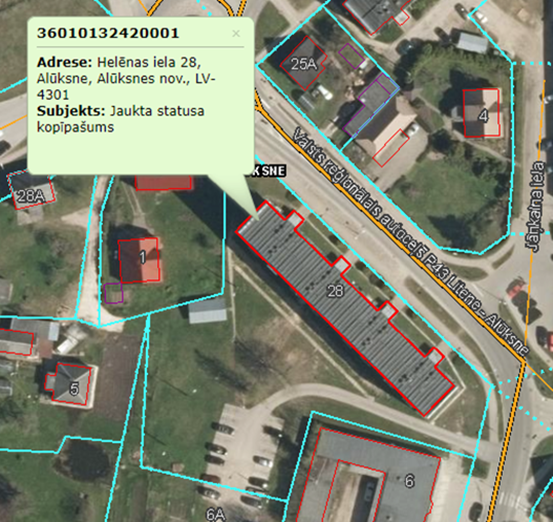 36010132420001 ×
Adrese: Helēnas iela 28,
Alūksne, Alūksnes nov., LV-
4301
Subjekts: Jaukta statusa
kopīpašums
25A
4
KSNE
28A
Valsts reģionālais autoceļš P43 Litene - Alūksne
Jāņkalna iela
1
28
5
6
6A